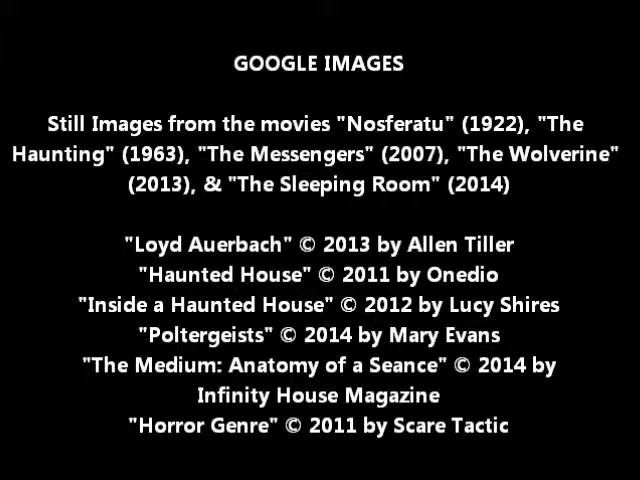 GOOGLE IMAGES
Still Images from the movies "Nosferatu" (1922), "The
Haunting" (1963), "The Messengers" (2007), "The Wolverine"
(2013), & "The Sleeping Room" (2014)
"Loyd Auerbach" © 2013 by Allen Tiller
"Haunted House" © 2011 by Onedio
"Inside a Haunted House" © 2012 by Lucy Shires
"Poltergeists" © 2014 by Mary Evans
"The Medium: Anatomy of a Seance" © 2014 by
Infinity House Magazine
"Horror Genre" © 2011 by Scare Tactic